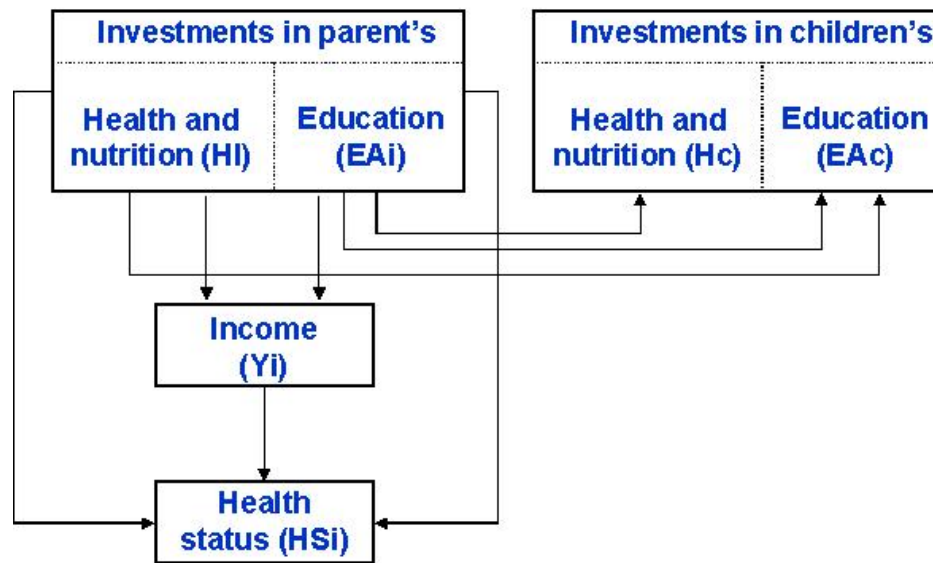 Investments in parent's
Health and
nutrition (HI)
Education
(EAi)
Investments in children's
Health and
nutrition (Hc)
Education
(EAc)
Income
(Yi)
Health
status (HSi)